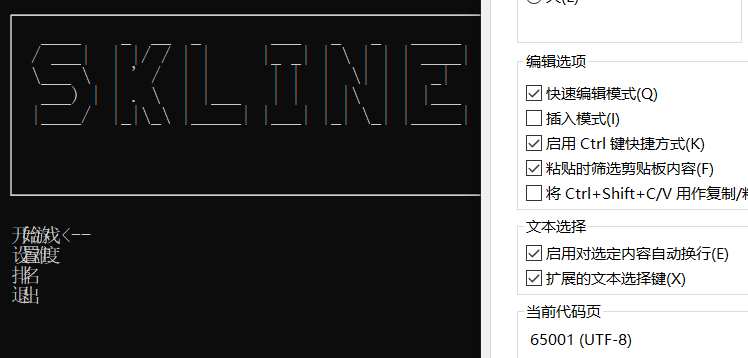 SKLINE
开始游戏<--
设置难度
排名
退出
编辑选项
快速编辑模式(Q)
插入模式(I)
启用 Ctrl 键快捷方式(K)
粘贴时筛选剪贴板内容(F)
将 Ctrl+Shift+C/V 用作复制/
文本选择
启用对选定内容自动换行(E)
扩展的文本选择键(X)
当前代码页
65001 (UTF-8)